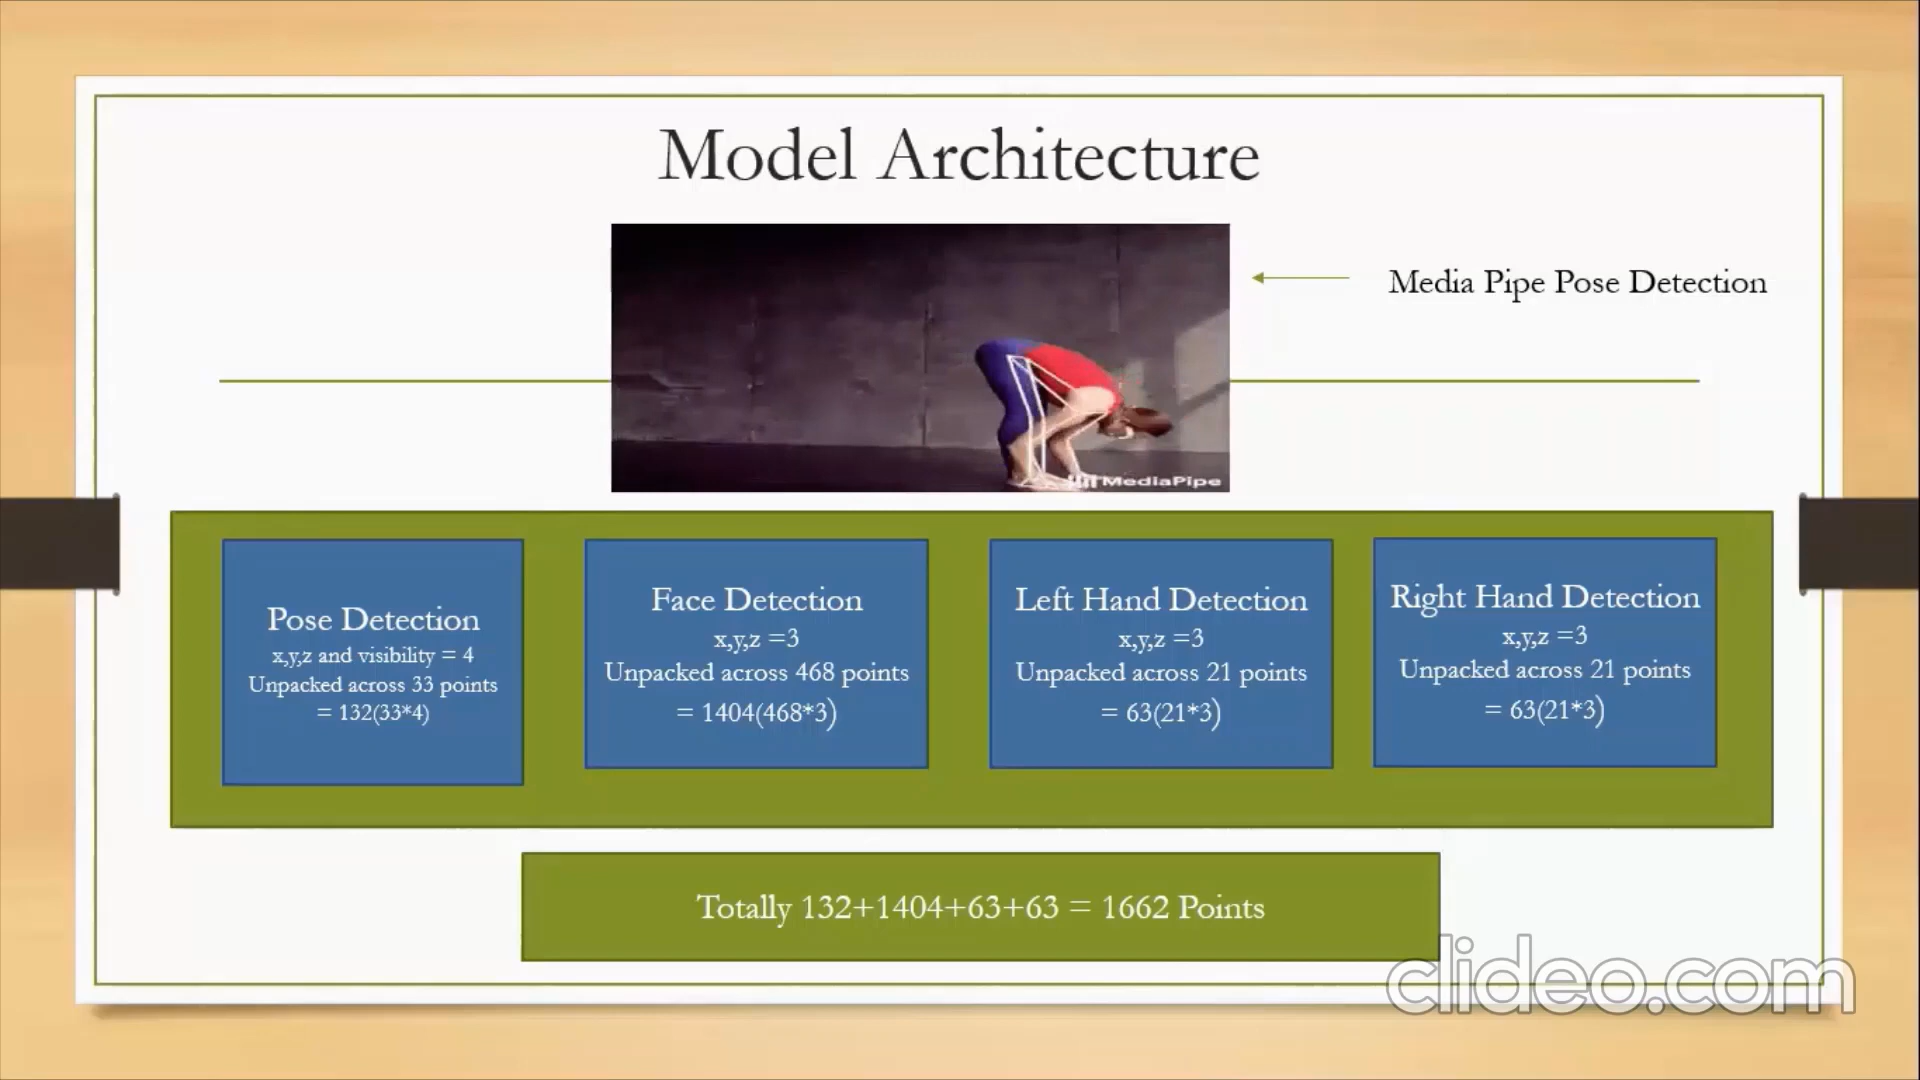 Model Architecture
Media Pipe Pose Detection
MediaPipe
Pose Detection
x,y,z and visibility = 4
Unpacked across 33 points
= 132(33*4)
Face Detection
x,y,z =3
Unpacked across 468 points
= 1404(468*3)
Left Hand Detection
x,y,z =3
Unpacked across 21 points
= 63(21*3)
Right Hand Detection
x,y,z =3
Unpacked across 21 points
= 63(21*3)
Totally 132+1404+63+63 = 1662 Points
clideo.com